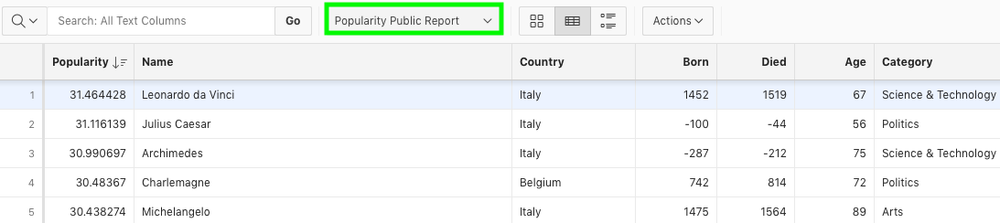 Search: All Text Columns Go Popularity Public Report Actions
Popularity Name Country Born Died Age Category
1 31.464428 Leonardo da Vinci Italy 1452 1519 67 Science & Technology
2 31.116139 Julius Caesar Italy -100 -44 56 Politics
3 30.990697 Archimedes Italy -287 -212 75 Science & Technology
4 30.48367 Charlemagne Belgium 742 814 72 Politics
5 30.438274 Michelangelo Italy 1475 1564 89 Arts